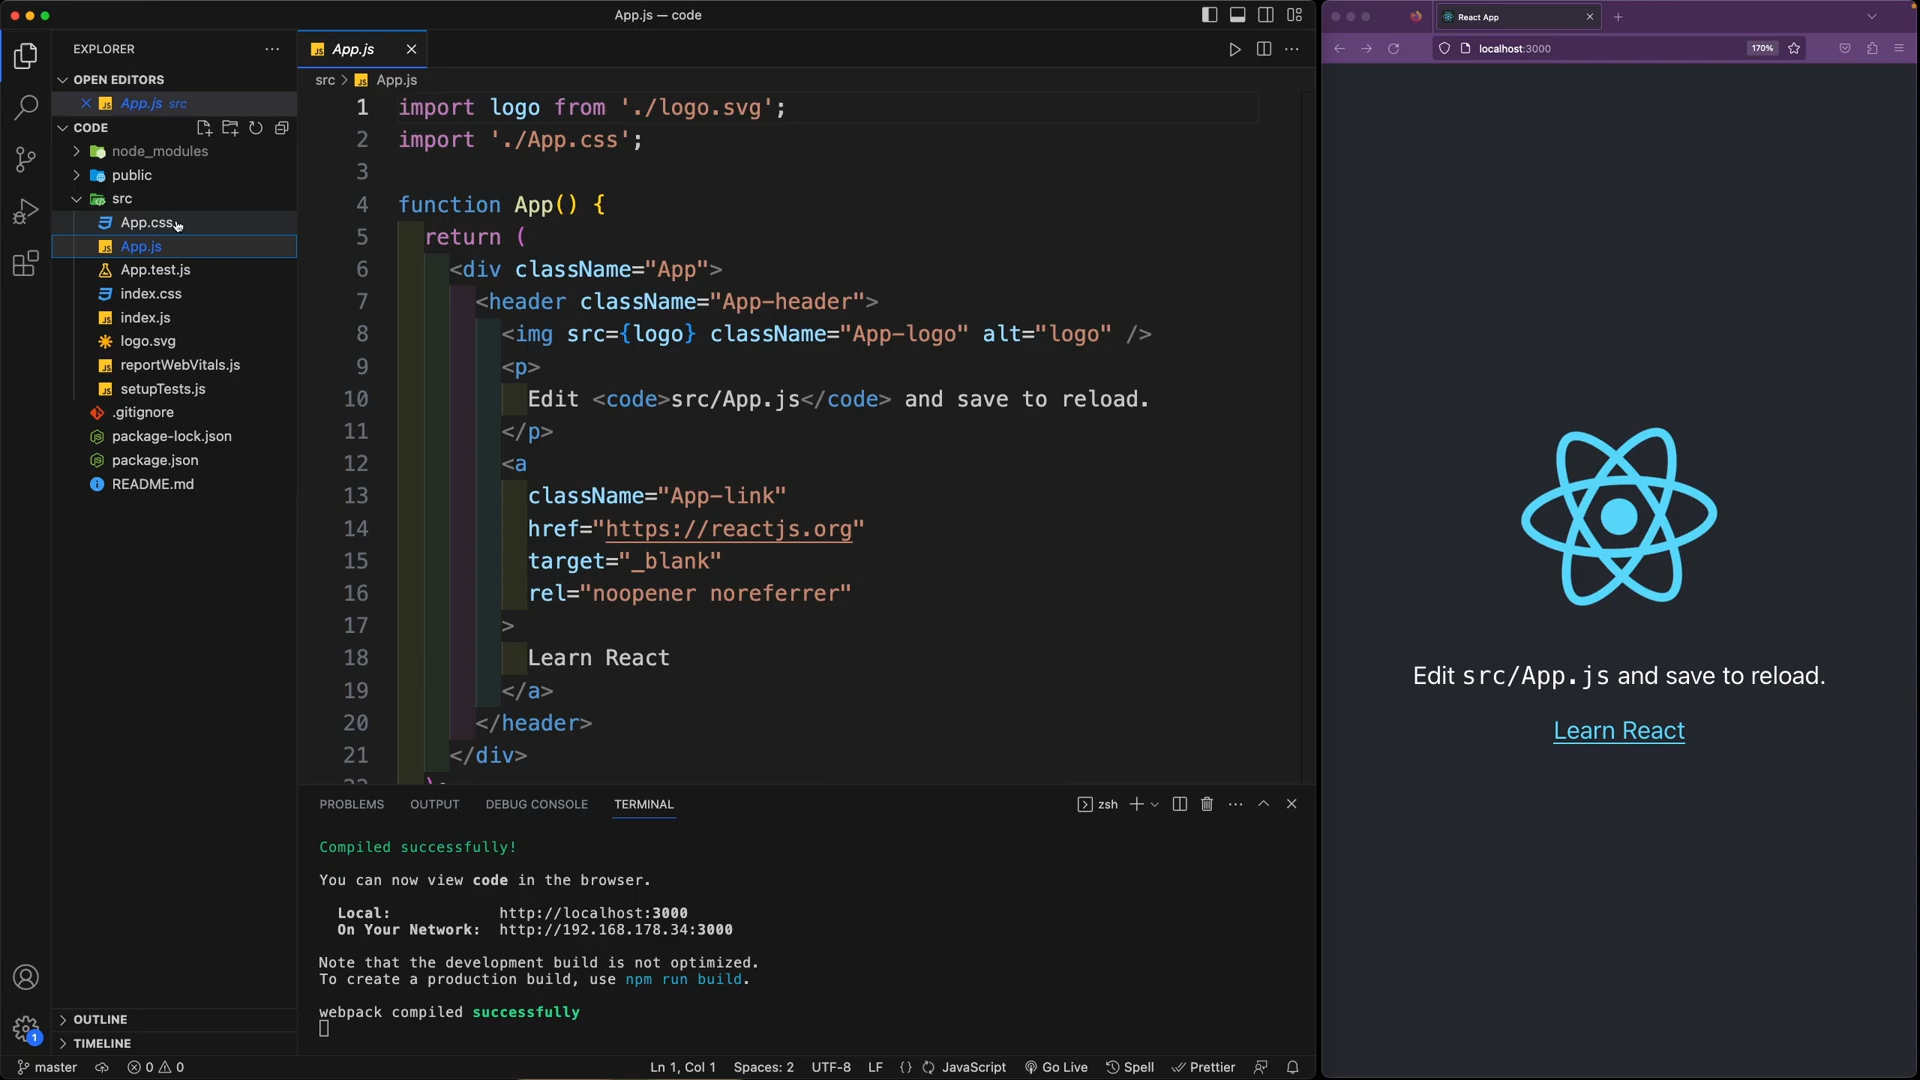 App.js — code
EXPLORER
OPEN EDITORS
App.js src
CODE
node_modules
public
src
App.css
App.js
App.test.js
index.css
index.js
logo.svg
reportWebVitals.js
setupTests.js
.gitignore
package-lock.json
package.json
README.md
OUTLINE
TIMELINE
App.js
src > App.js
1 import logo from './logo.svg';
2 import './App.css';
3
4 function App() {
5 return (
6 <div className="App">
7 <header className="App-header">
8 <img src={logo} className="App-logo" alt="logo" />
9 <p>
10 Edit <code>src/App.js</code> and save to reload.
11 </p>
12 <a
13 className="App-link"
14 href="https://reactjs.org"
15 target="_blank"
16 rel="noopener noreferrer"
17 >
18 Learn React
19 </a>
20 </header>
21 </div>
PROBLEMS OUTPUT DEBUG CONSOLE TERMINAL
zsh
Compiled successfully!
You can now view code in the browser.
Local: http://localhost:3000
On Your Network: http://192.168.178.34:3000
Note that the development build is not optimized.
To create a production build, use npm run build.
webpack compiled successfully
1
master 0 0 Ln 1, Col 1 Spaces: 2 UTF-8 LF {} JavaScript Go Live Spell Prettier
React App
localhost:3000 170%
Edit src/App.js and save to reload.
Learn React